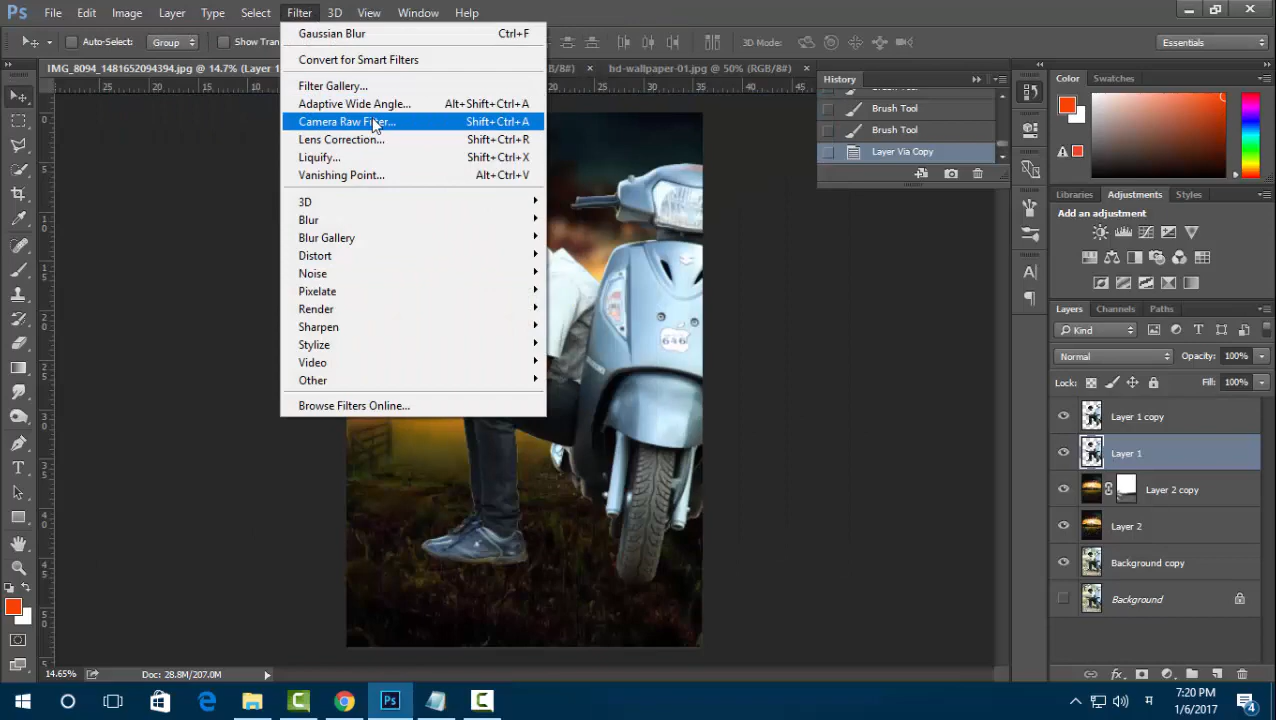 Ps File Edit Image Layer Type Select Filter 3D View Window Help
Auto-Select: Group Show Tran 3D Mode: Essentials
IMG_8094_1481652094394.jpg @ 14.7% (Layer 1 hd-wallpaper-01.jpg @ 50% (RGB/8#)
Gaussian Blur Ctrl+F
Convert for Smart Filters
Filter Gallery...
Adaptive Wide Angle... Alt+Shift+Ctrl+A
Camera Raw Filter... Shift+Ctrl+A
Lens Correction... Shift+Ctrl+R
Liquify... Shift+Ctrl+X
Vanishing Point... Alt+Ctrl+V
3D
Blur
Blur Gallery
Distort
Noise
Pixelate
Render
Sharpen
Stylize
Video
Other
Browse Filters Online...
History
Brush Tool
Brush Tool
Layer Via Copy
Color Swatches
Libraries Adjustments Styles
Add an adjustment
Layers Channels Paths
Kind
Normal Opacity: 100%
Lock: Fill: 100%
Layer 1 copy
Layer 1
Layer 2 copy
Layer 2
Background copy
Background
646
14.65% Doc: 28.8M/207.0M
7:20 PM
1/6/2017
4